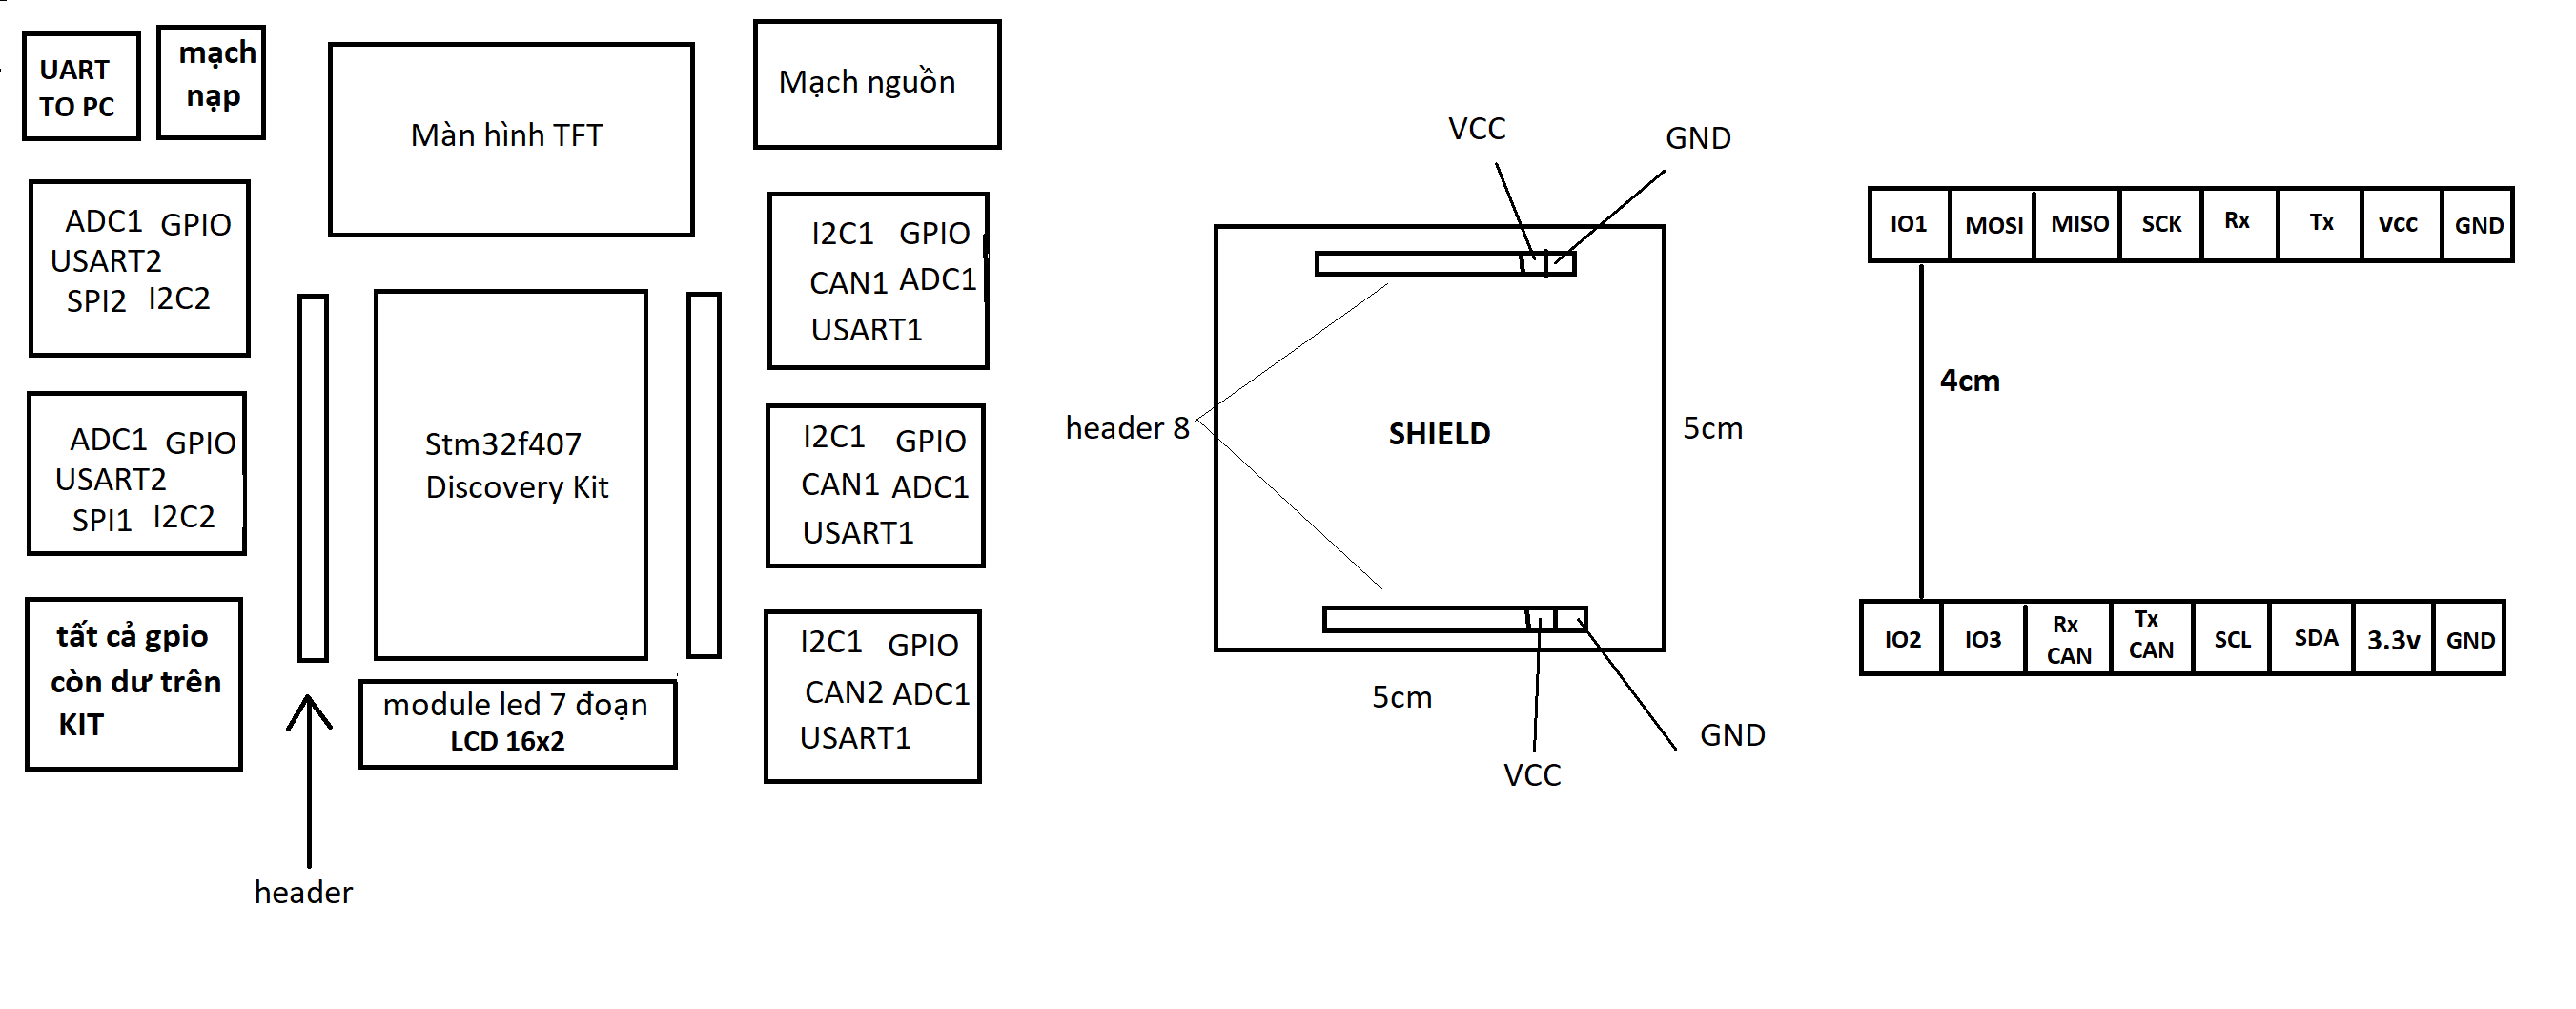 UART
TO PC
mạch
nạp
Màn hình TFT
Mạch nguồn
ADC1 GPIO
USART2
SPI2 I2C2
I2C1 GPIO
CAN1 ADC1
USART1
ADC1 GPIO
USART2
SPI1 I2C2
Stm32f407
Discovery Kit
I2C1 GPIO
CAN1 ADC1
USART1
tất cả gpio
còn dư trên
KIT
module led 7 đoạn
LCD 16x2
I2C1 GPIO
CAN2 ADC1
USART1
header
VCC
GND
header 8
SHIELD
5cm
5cm
GND
VCC
IO1 MOSI MISO SCK Rx Tx vcc GND
4cm
IO2 IO3 Rx CAN Tx CAN SCL SDA 3.3v GND